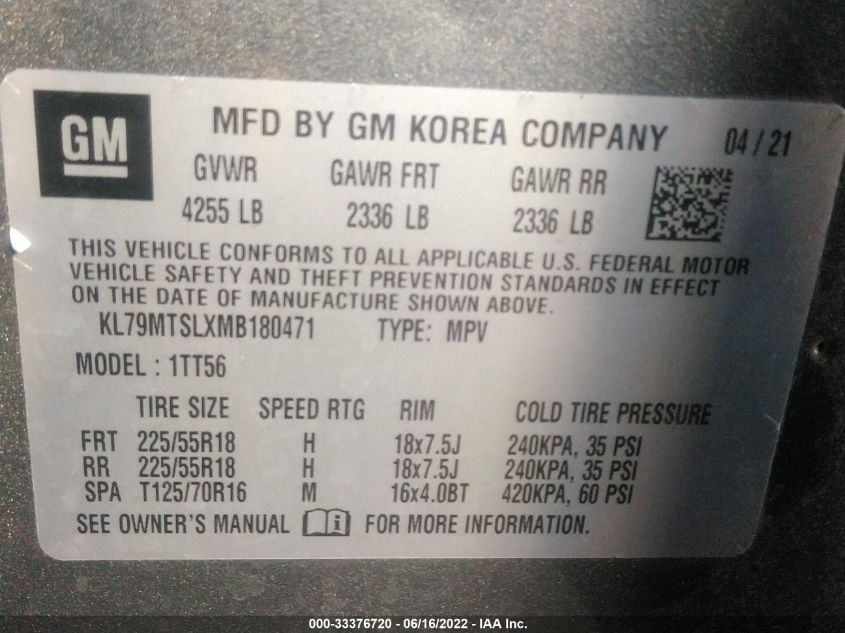 GM
MFD BY GM KOREA COMPANY 04/21
GVWR GAWR FRT GAWR RR
4255 LB 2336 LB 2336 LB
THIS VEHICLE CONFORMS TO ALL APPLICABLE U.S. FEDERAL MOTOR
VEHICLE SAFETY AND THEFT PREVENTION STANDARDS IN EFFECT
ON THE DATE OF MANUFACTURE SHOWN ABOVE.
KL79MTSLXMB180471 TYPE: MPV
MODEL : 1TT56
TIRE SIZE SPEED RTG RIM COLD TIRE PRESSURE
FRT 225/55R18 H 18x7.5J 240KPA, 35 PSI
RR 225/55R18 H 18x7.5J 240KPA, 35 PSI
SPA T125/70R16 M 16x4.0BT 420KPA, 60 PSI
SEE OWNER'S MANUAL i FOR MORE INFORMATION.
000-33376720 - 06/16/2022 - IAA Inc.